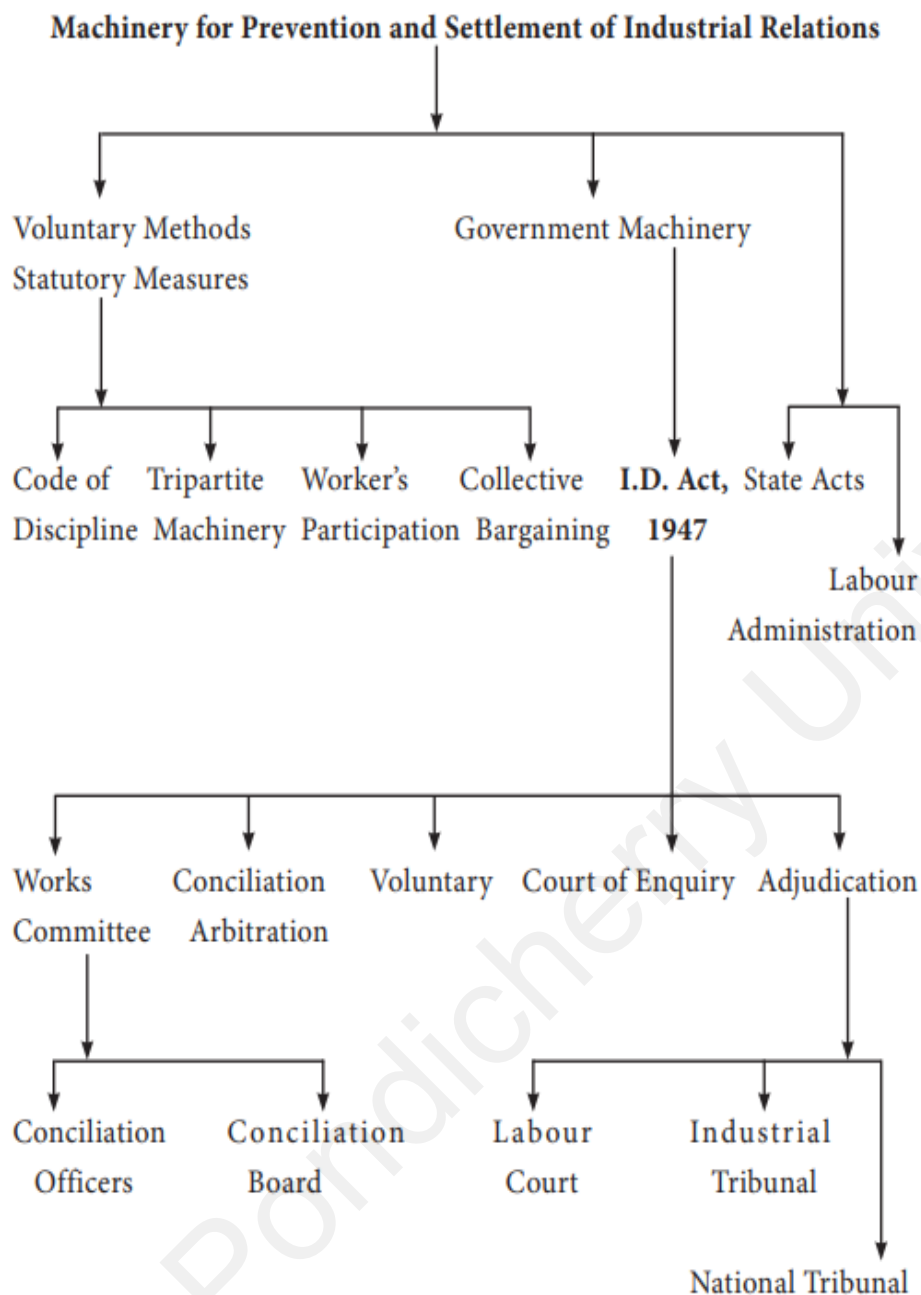 Machinery for Prevention and Settlement of Industrial Relations
Voluntary Methods Government Machinery
Statutory Measures
Code of Tripartite Worker's Collective I.D. Act, State Acts
Discipline Machinery Participation Bargaining 1947
Labour
Administration
Works Conciliation Voluntary Court of Enquiry Adjudication
Committee Arbitration
Conciliation Conciliation Labour Industrial
Officers Board Court Tribunal
National Tribunal
Pondicherry